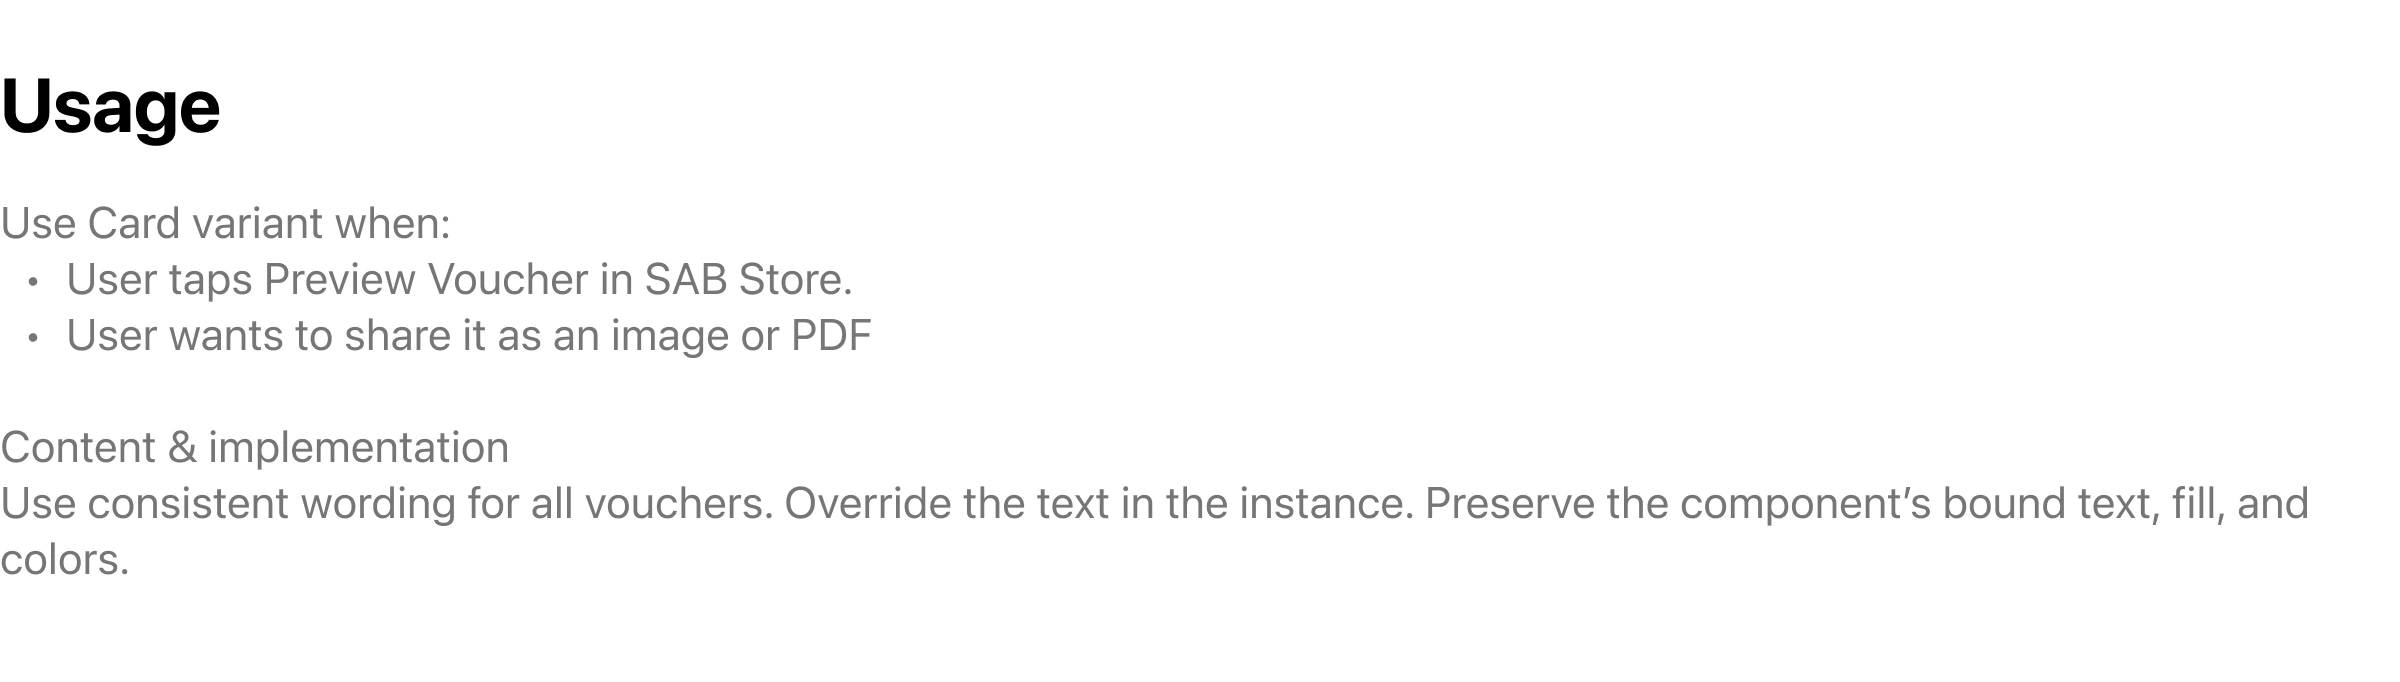 Usage
Use Card variant when:
• User taps Preview Voucher in SAB Store.
• User wants to share it as an image or PDF
Content & implementation
Use consistent wording for all vouchers. Override the text in the instance. Preserve the component’s bound text, fill, and
colors.